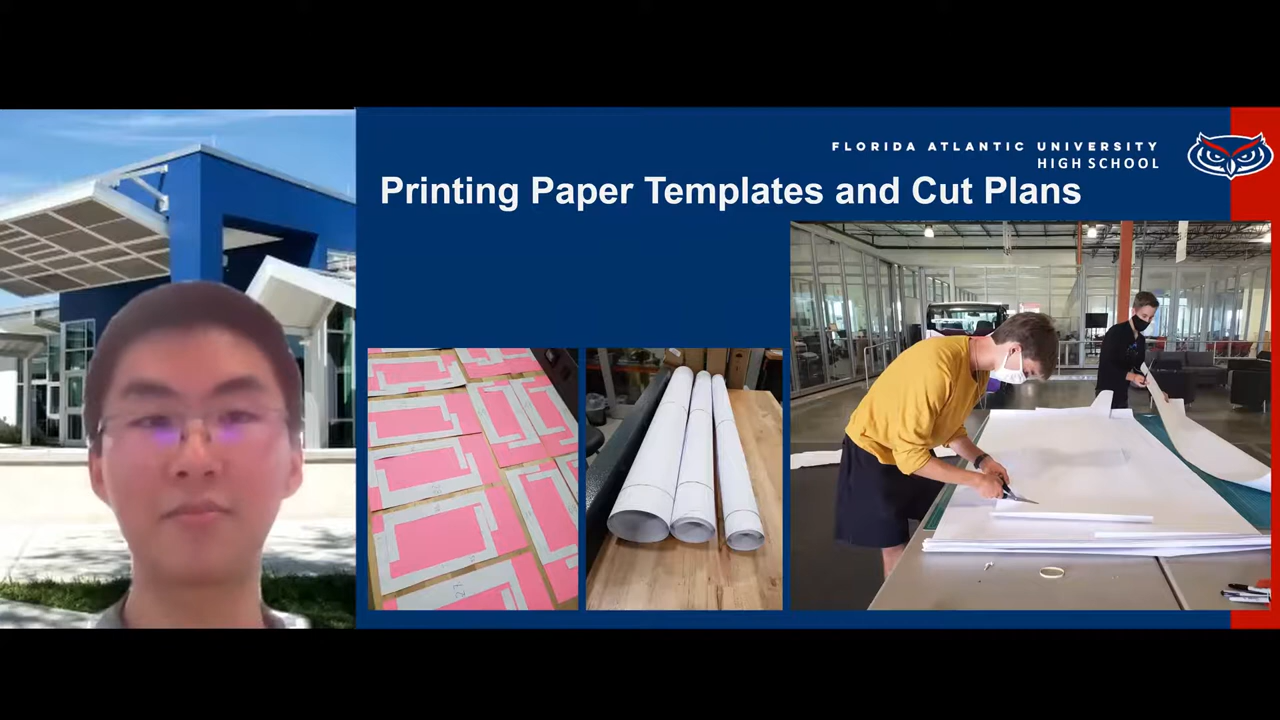 FLORIDA ATLANTIC UNIVERSITY
HIGH SCHOOL
Printing Paper Templates and Cut Plans